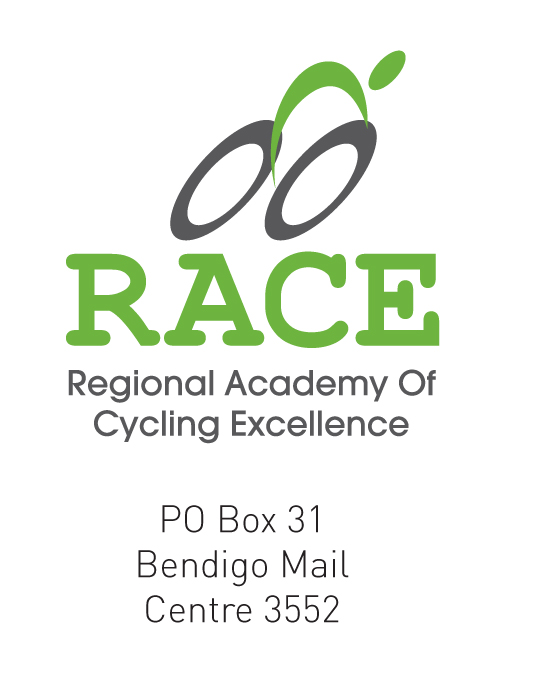 RACE
Regional Academy Of
Cycling Excellence
PO Box 31
Bendigo Mail
Centre 3552